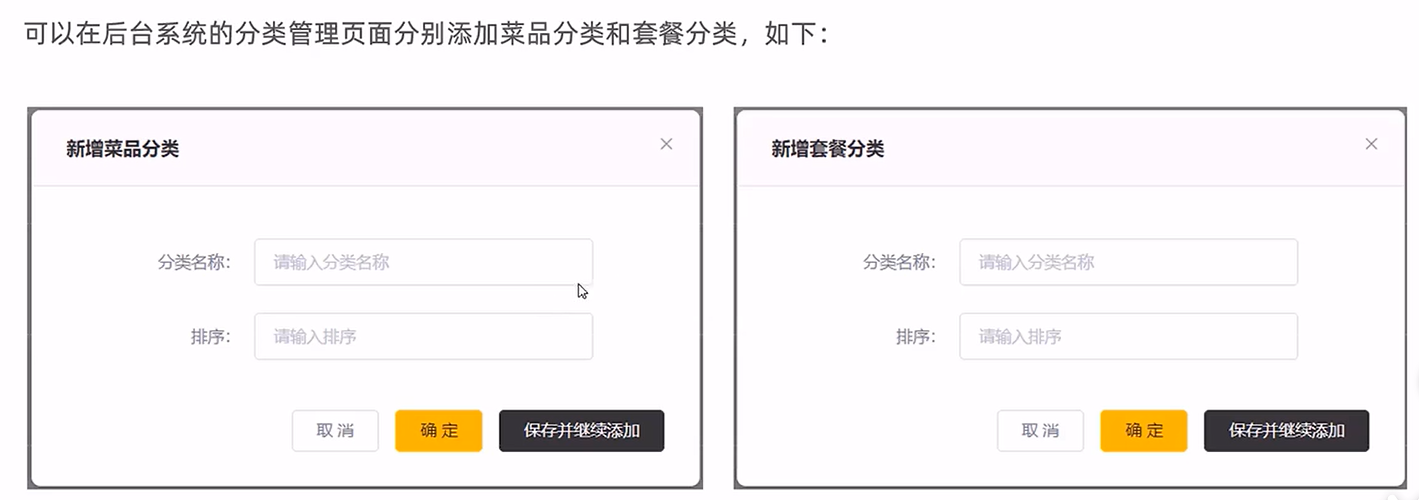 可以在后台系统的分类管理页面分别添加菜品分类和套餐分类，如下：
新增菜品分类
分类名称：
请输入分类名称
排序：
请输入排序
取 消
确 定
保存并继续添加
新增套餐分类
分类名称：
请输入分类名称
排序：
请输入排序
取 消
确 定
保存并继续添加